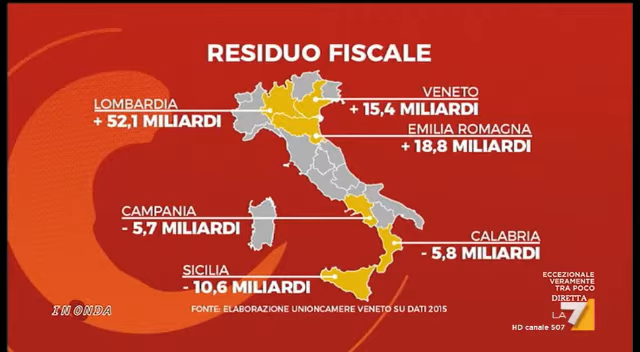 RESIDUO FISCALE
LOMBARDIA
+ 52,1 MILIARDI
VENETO
+ 15,4 MILIARDI
EMILIA ROMAGNA
+ 18,8 MILIARDI
CAMPANIA
- 5,7 MILIARDI
CALABRIA
- 5,8 MILIARDI
SICILIA
- 10,6 MILIARDI
FONTE: ELABORAZIONE UNIONCAMERE VENETO SU DATI 2015
IN ONDA
ECCEZIONALE
VERAMENTE
TRA POCO
DIRETTA
LA 7
HD canale 507